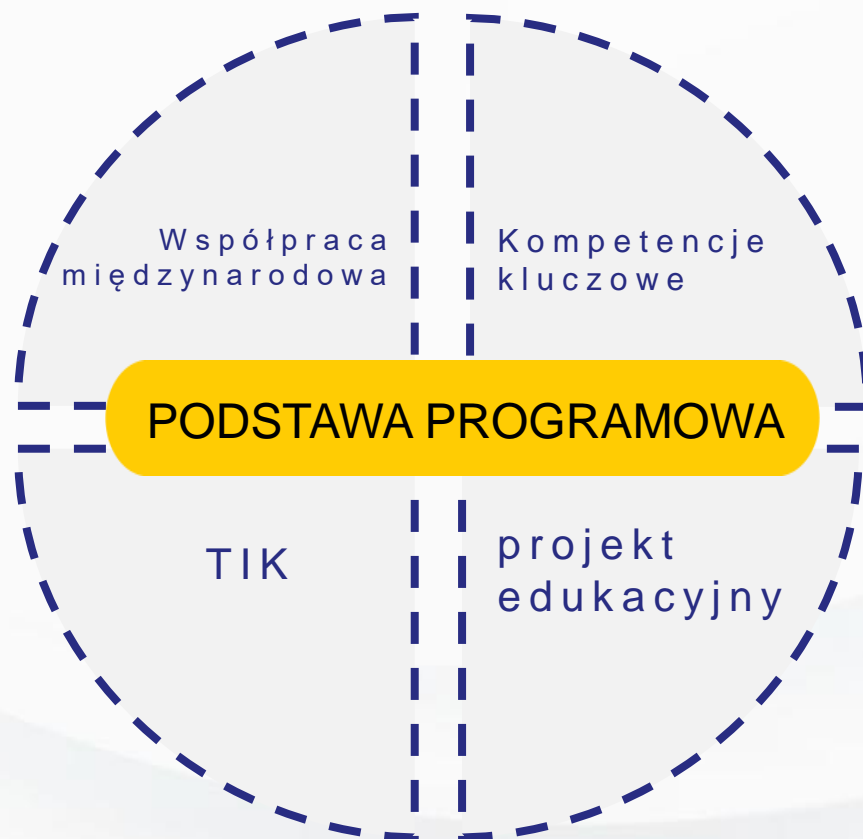 Współpraca
międzynarodowa
Kompetencje
kluczowe
PODSTAWA PROGRAMOWA
TIK
projekt
edukacyjny